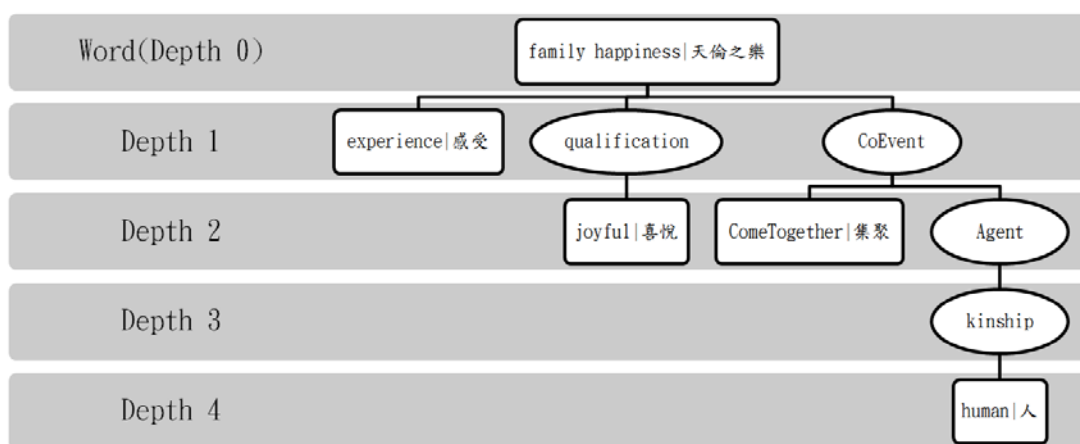 Word(Depth 0)
family happiness|天倫之樂
Depth 1
experience|感受
qualification
CoEvent
Depth 2
joyful|喜悅
ComeTogether|集聚
Agent
Depth 3
kinship
Depth 4
human|人